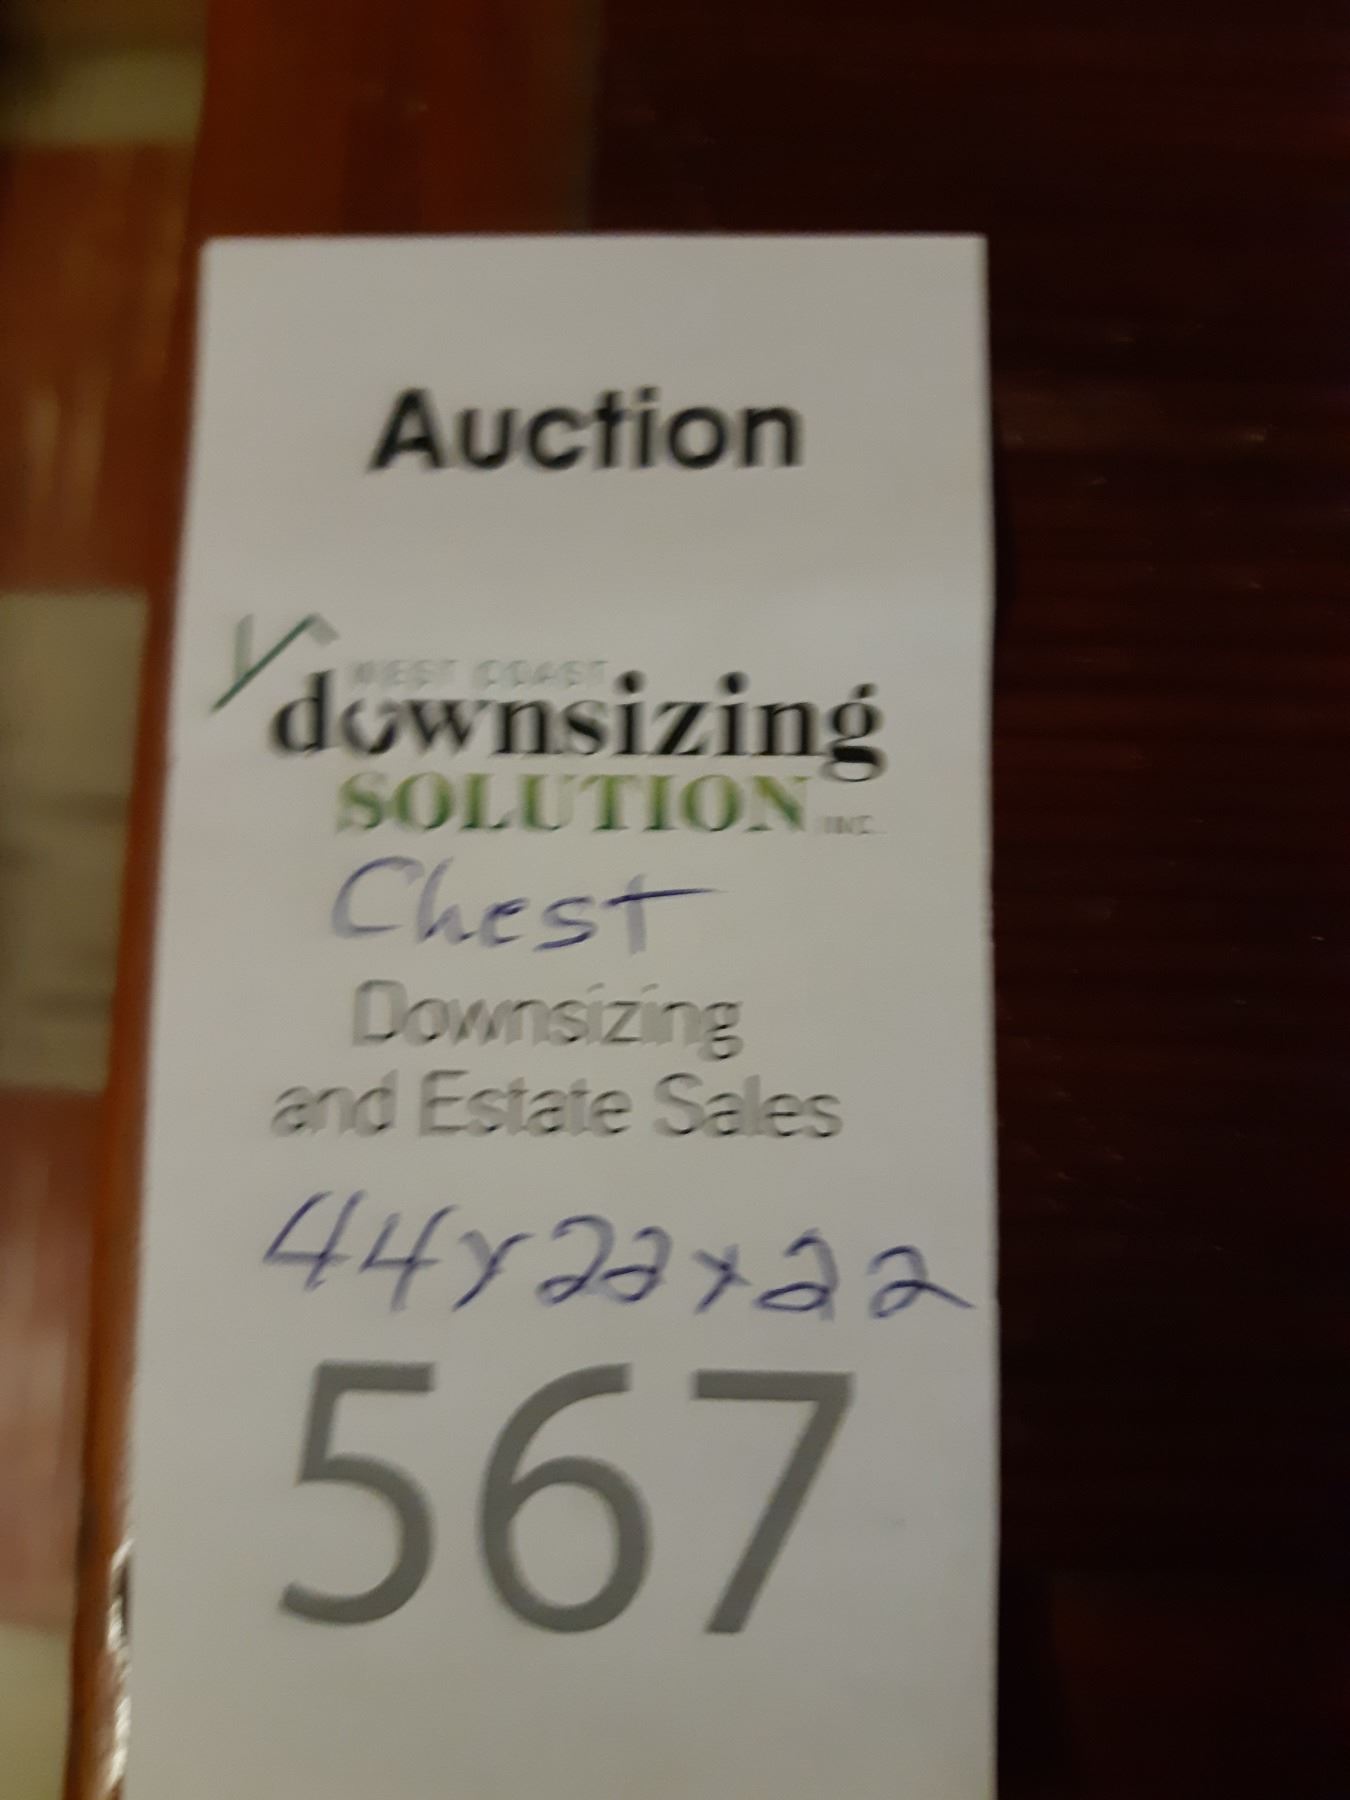 Auction
WEST COAST
downsizing
SOLUTION INC.
Chest
Downsizing
and Estate Sales
44x22x22
567